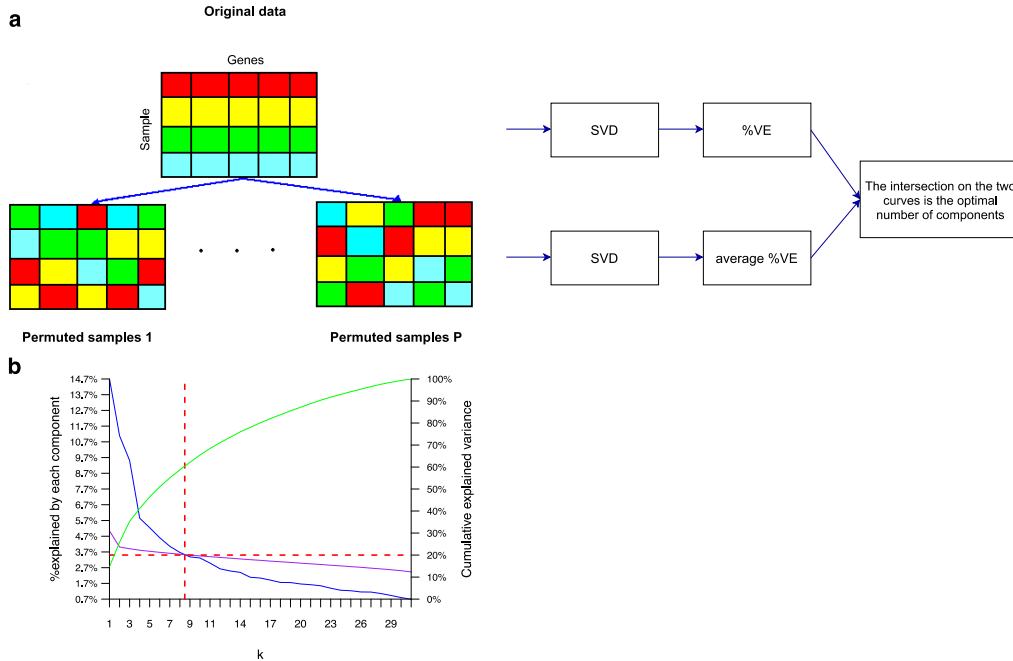 a
Original data
Genes
Sample
Permuted samples 1
Permuted samples P
SVD
%VE
SVD
average %VE
The intersection on the two
curves is the optimal
number of components
b
%explained by each component
14.7%
13.7%
12.7%
11.7%
10.7%
9.7%
8.7%
7.7%
6.7%
5.7%
4.7%
3.7%
2.7%
1.7%
0.7%
100%
90%
80%
70%
60%
50%
40%
30%
20%
10%
0%
Cumulative explained variance
1 3 5 7 9 11 14 17 20 23 26 29
k